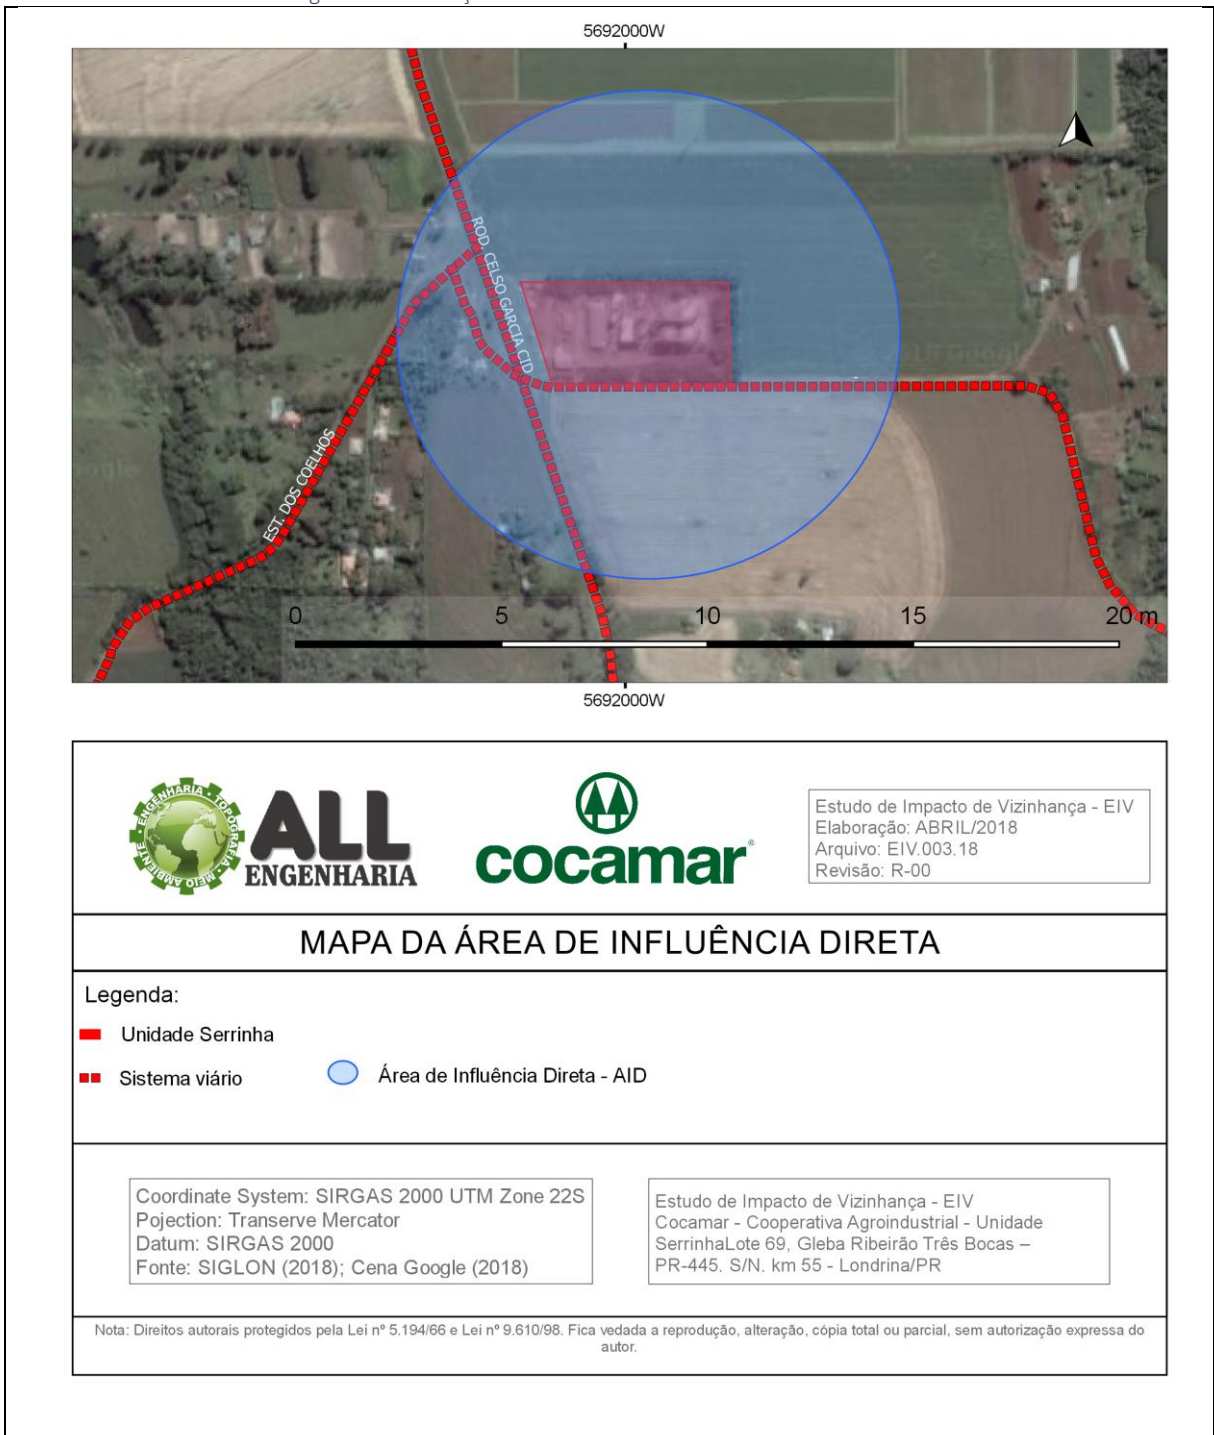 5692000W
ROD. CELSO GARCIA CID
EST. DOS COELHOS
0 5 10 15 20 m
5692000W
ENGENHARIA • TOPOGRAFIA • MEIO AMBIENTE •
ALL
ENGENHARIA
cocamar
Estudo de Impacto de Vizinhança - EIV
Elaboração: ABRIL/2018
Arquivo: EIV.003.18
Revisão: R-00
MAPA DA ÁREA DE INFLUÊNCIA DIRETA
Legenda:
Unidade Serrinha
Sistema viário
Área de Influência Direta - AID
Coordinate System: SIRGAS 2000 UTM Zone 22S
Pojection: Transerve Mercator
Datum: SIRGAS 2000
Fonte: SIGLON (2018); Cena Google (2018)
Estudo de Impacto de Vizinhança - EIV
Cocamar - Cooperativa Agroindustrial - Unidade
SerrinhaLote 69, Gleba Ribeirão Três Bocas –
PR-445. S/N. km 55 - Londrina/PR
Nota: Direitos autorais protegidos pela Lei nº 5.194/66 e Lei nº 9.610/98. Fica vedada a reprodução, alteração, cópia total ou parcial, sem autorização expressa do
autor.